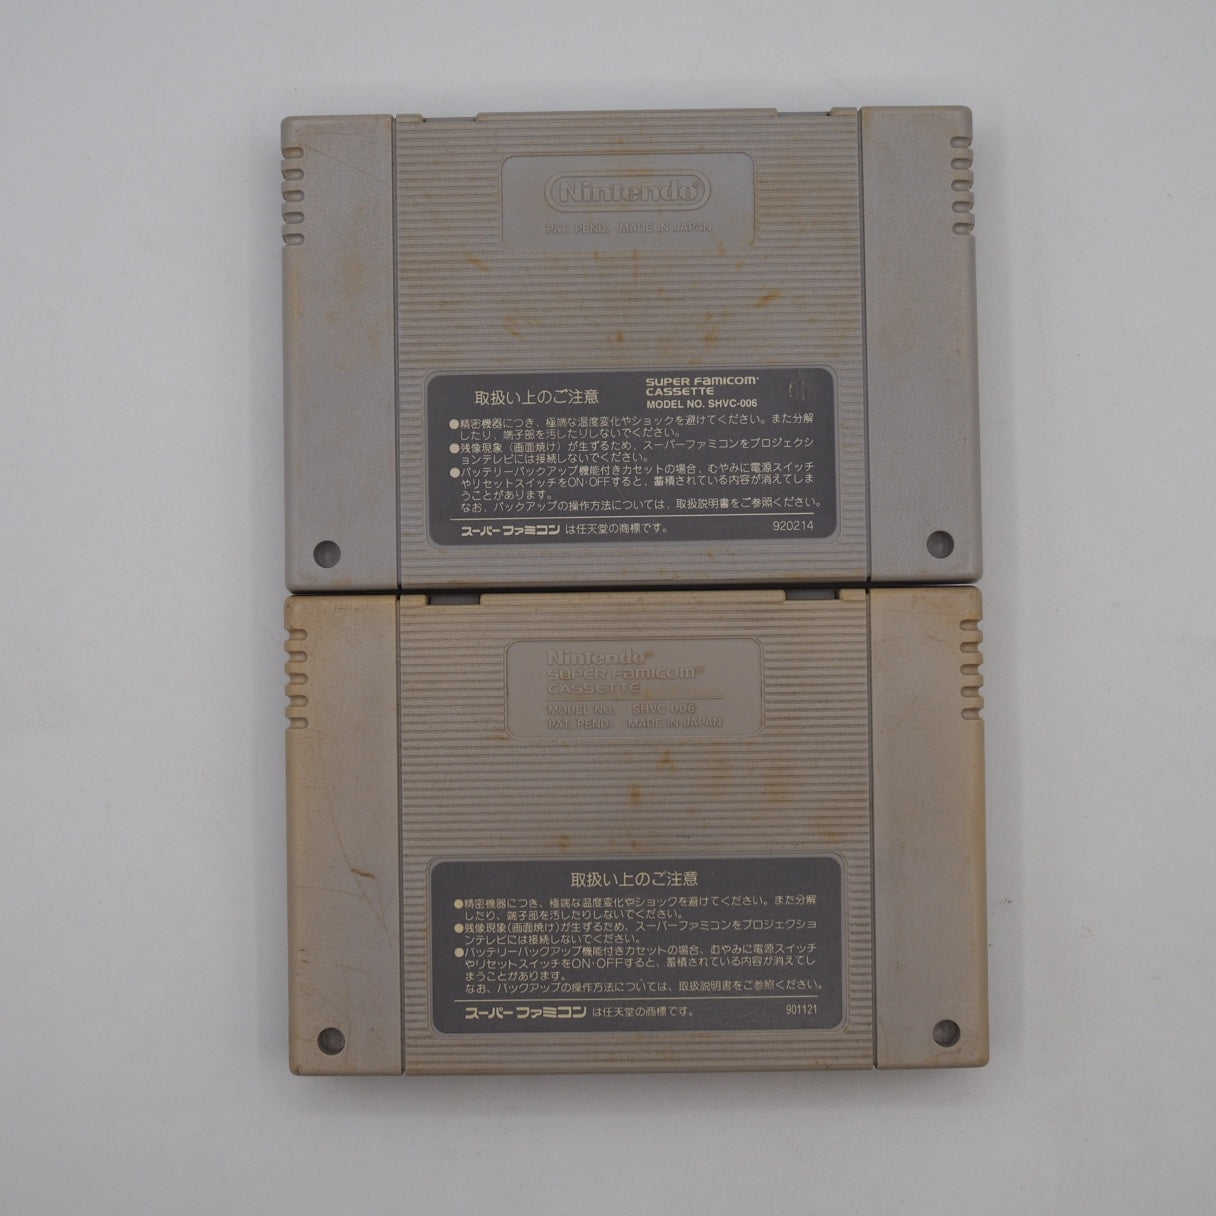 Nintendo®
PAT. PEND. MADE IN JAPAN
取扱い上のご注意
SUPER FAMICOM®
CASSETTE
MODEL NO. SHVC-006
●精密機器につき、極端な温度変化やショックを避けてください。また分解
したり、端子部を汚したりしないでください。
●残像現象（画面焼け）が生ずるため、スーパーファミコンをプロジェクシ
ョンテレビには接続しないでください。
●バッテリーバックアップ機能付きカセットの場合、むやみに電源スイッチ
やリセットスイッチをON･OFFすると、蓄積されている内容が消えてしま
うことがあります。
なお、バックアップの操作方法については、取扱説明書をご参照ください。
スーパーファミコン は任天堂の商標です。
920214
Nintendo®
SUPER FAMICOM®
CASSETTE
MODEL NO. SHVC-006
PAT. PEND. MADE IN JAPAN
取扱い上のご注意
●精密機器につき、極端な温度変化やショックを避けてください。また分解
したり、端子部を汚したりしないでください。
●残像現象(画面焼け)が生ずるため、スーパーファミコンをプロジェクショ
ンテレビには接続しないでください。
●バッテリーバックアップ機能付きカセットの場合、むやみに電源スイッチ
やリセットスイッチをON･OFFすると、蓄積されている内容が消えてし
まうことがあります。
なお、バックアップの操作方法については、取扱説明書をご参照ください。
スーパーファミコン は任天堂の商標です。
901121